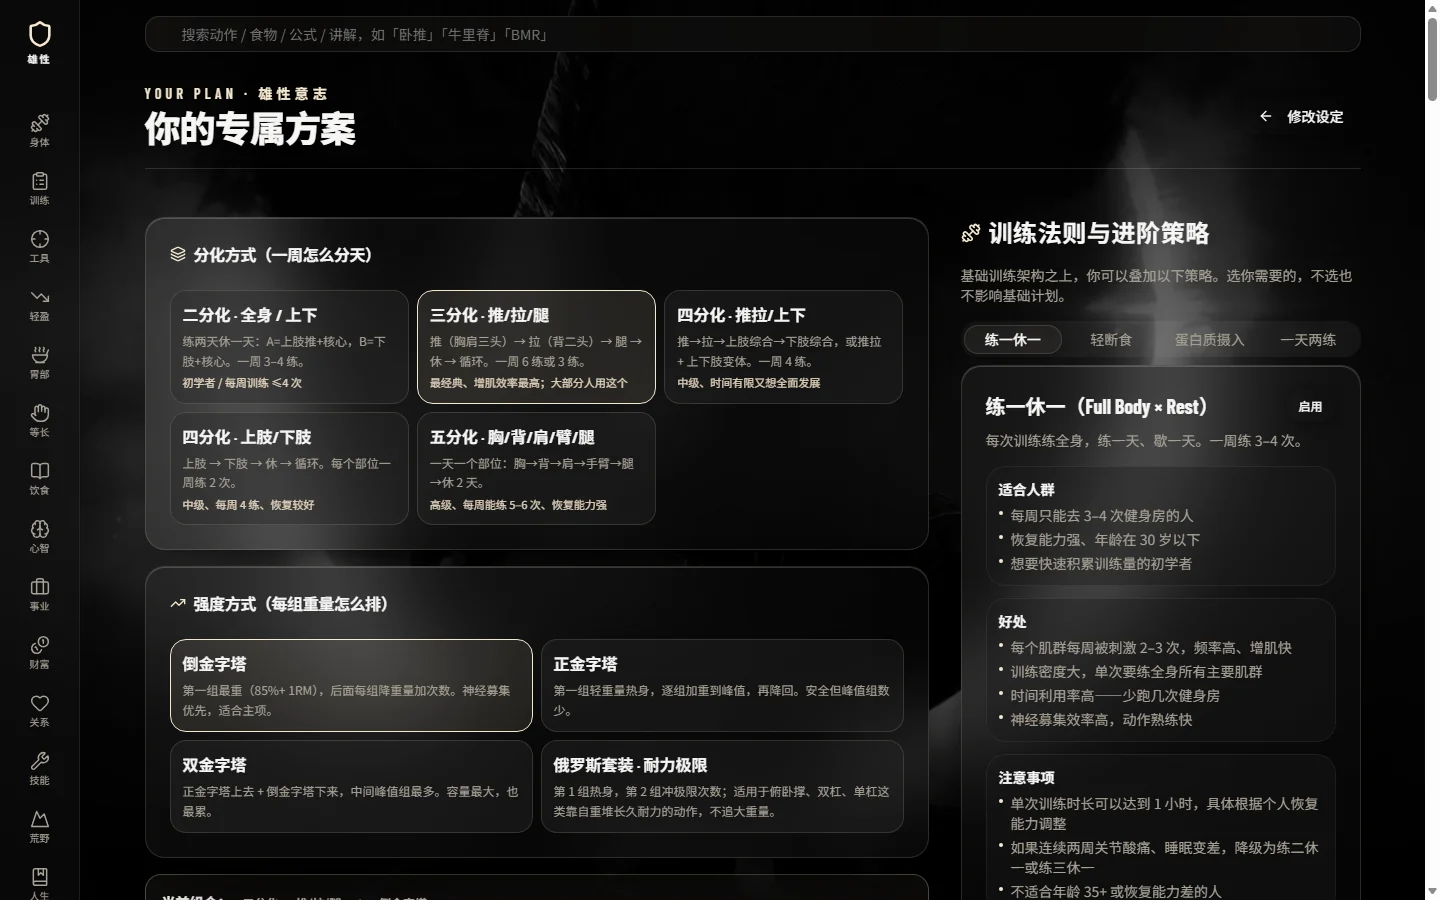 雄性
身体
训练
工具
轻盈
胃部
等长
饮食
心智
事业
财富
关系
技能
荒野
人生
搜索动作 / 食物 / 公式 / 讲解，如「卧推」「牛里脊」「BMR」
YOUR PLAN · 雄性意志
你的专属方案
修改设定
分化方式（一周怎么分天）
二分化 · 全身 / 上下
练两天休一天：A=上肢推+核心，B=下
肢+核心。一周 3–4 练。
初学者 / 每周训练 ≤4 次
三分化 · 推/拉/腿
推（胸肩三头）→ 拉（背二头）→ 腿 →
休 → 循环。一周 6 练或 3 练。
最经典、增肌效率最高；大部分人用这个
四分化 · 推拉/上下
推→拉→上肢综合→下肢综合，或推拉
+ 上下肢变体。一周 4 练。
中级、时间有限又想全面发展
四分化 · 上肢/下肢
上肢 → 下肢 → 休 → 循环。每个部位一
周练 2 次。
中级、每周 4 练、恢复较好
五分化 · 胸/背/肩/臂/腿
一天一个部位：胸→背→肩→手臂→腿
→休 2 天。
高级、每周能练 5–6 次、恢复能力强
强度方式（每组重量怎么排）
倒金字塔
第一组最重（85%+ 1RM），后面每组降重量加次数。神经募集
优先，适合主项。
正金字塔
第一组轻重量热身，逐组加重到峰值，再降回。安全但峰值组数
少。
双金字塔
正金字塔上去 + 倒金字塔下来，中间峰值组最多。容量最大，也
最累。
俄罗斯套装 · 耐力极限
第 1 组热身，第 2 组冲极限次数；适用于俯卧撑、双杠、单杠这
类靠自重堆长久耐力的动作，不追大重量。
训练法则与进阶策略
基础训练架构之上，你可以叠加以下策略。选你需要的，不选也
不影响基础计划。
练一休一
轻断食
蛋白质摄入
一天两练
练一休一（Full Body × Rest）
启用
每次训练练全身，练一天、歇一天。一周练 3–4 次。
适合人群
• 每周只能去 3–4 次健身房的人
• 恢复能力强、年龄在 30 岁以下
• 想要快速积累训练量的初学者
好处
• 每个肌群每周被刺激 2–3 次，频率高、增肌快
• 训练密度大，单次要练全身所有主要肌群
• 时间利用率高——少跑几次健身房
• 神经募集效率高，动作熟练快
注意事项
• 单次训练时长可以达到 1 小时，具体根据个人恢复
能力调整
• 如果连续两周关节酸痛、睡眠变差，降级为练二休
一或练三休一
• 不适合年龄 35+ 或恢复能力差的人